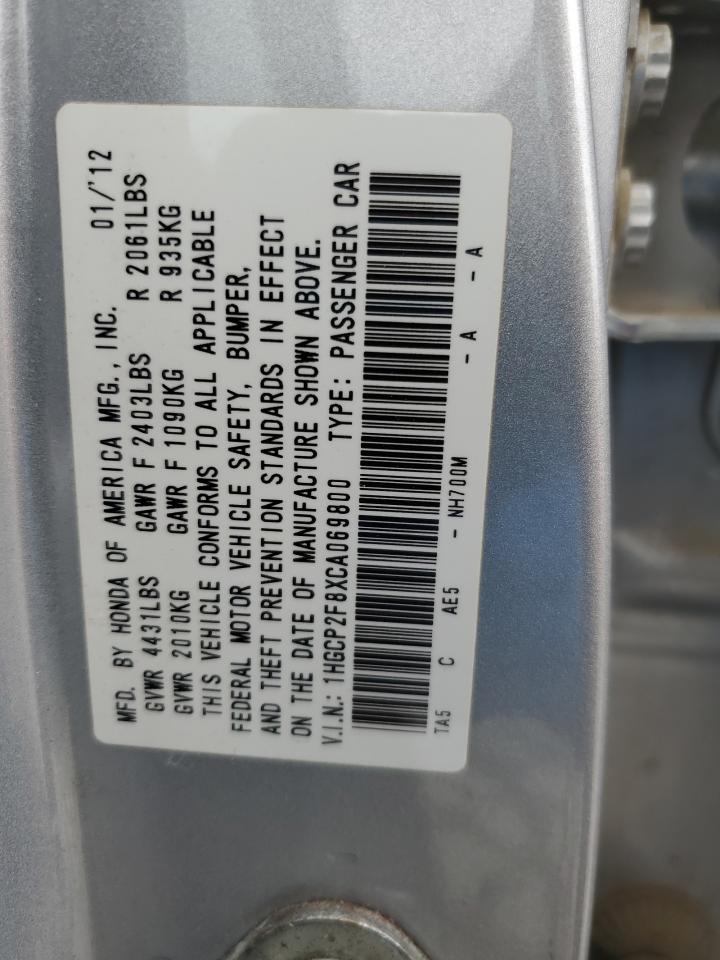 MFD. BY HONDA OF AMERICA MFG., INC. 01/'12
GVWR 4431LBS GAWR F 2403LBS R 2061LBS
GVWR 2010KG GAWR F 1090KG R 935KG
THIS VEHICLE CONFORMS TO ALL APPLICABLE
FEDERAL MOTOR VEHICLE SAFETY, BUMPER,
AND THEFT PREVENTION STANDARDS IN EFFECT
ON THE DATE OF MANUFACTURE SHOWN ABOVE.
V.I.N.: 1HGCP2F8XCA069800 TYPE: PASSENGER CAR
TA5 C AE5 - NH700M - A - A